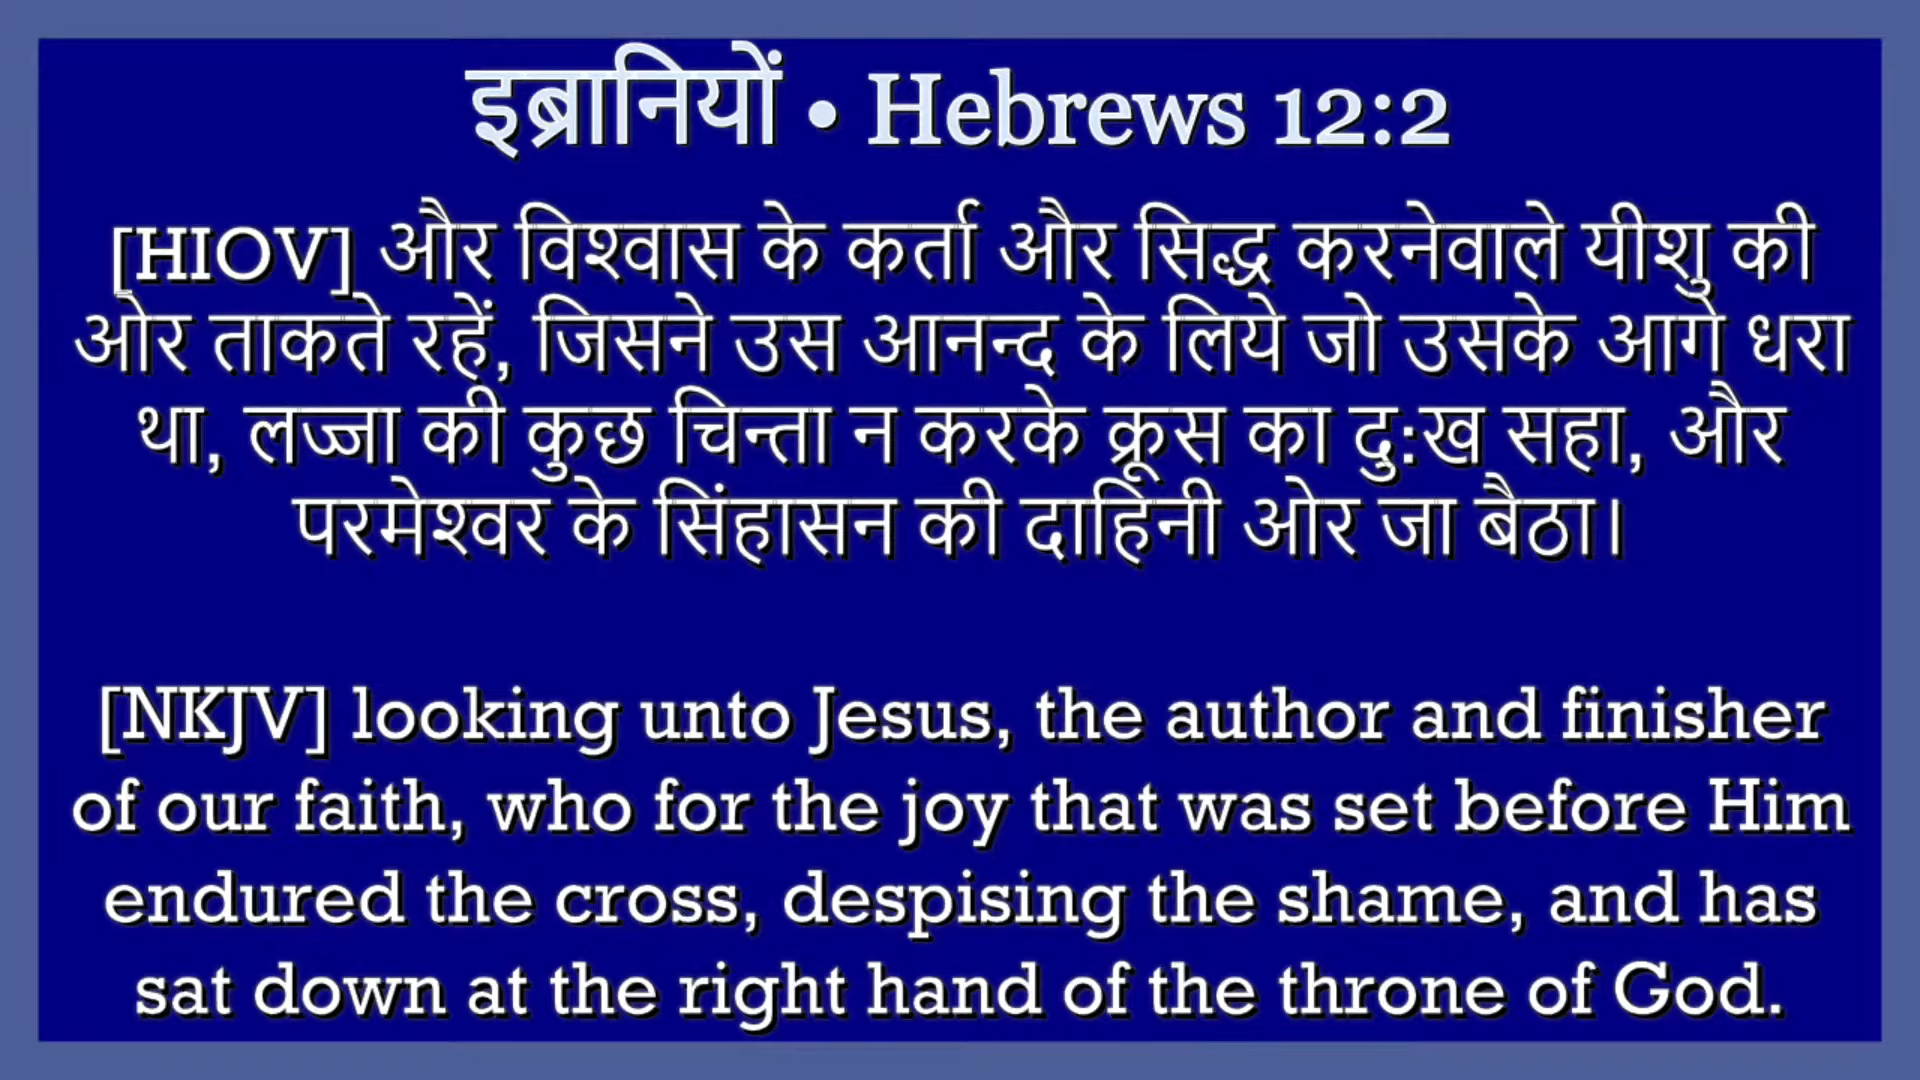 इब्रानियों • Hebrews 12:2
[HIOV] और विश्वास के कर्ता और सिद्ध करनेवाले यीशु की
ओर ताकते रहें, जिसने उस आनन्द के लिये जो उसके आगे धरा
था, लज्जा की कुछ चिन्ता न करके क्रूस का दुःख सहा, और
परमेश्वर के सिंहासन की दाहिनी ओर जा बैठा।
[NKJV] looking unto Jesus, the author and finisher
of our faith, who for the joy that was set before Him
endured the cross, despising the shame, and has
sat down at the right hand of the throne of God.